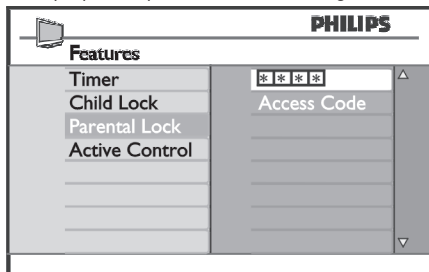 PHILIPS
Features
Timer
Child Lock
Parental Lock
Active Control
****
Access Code